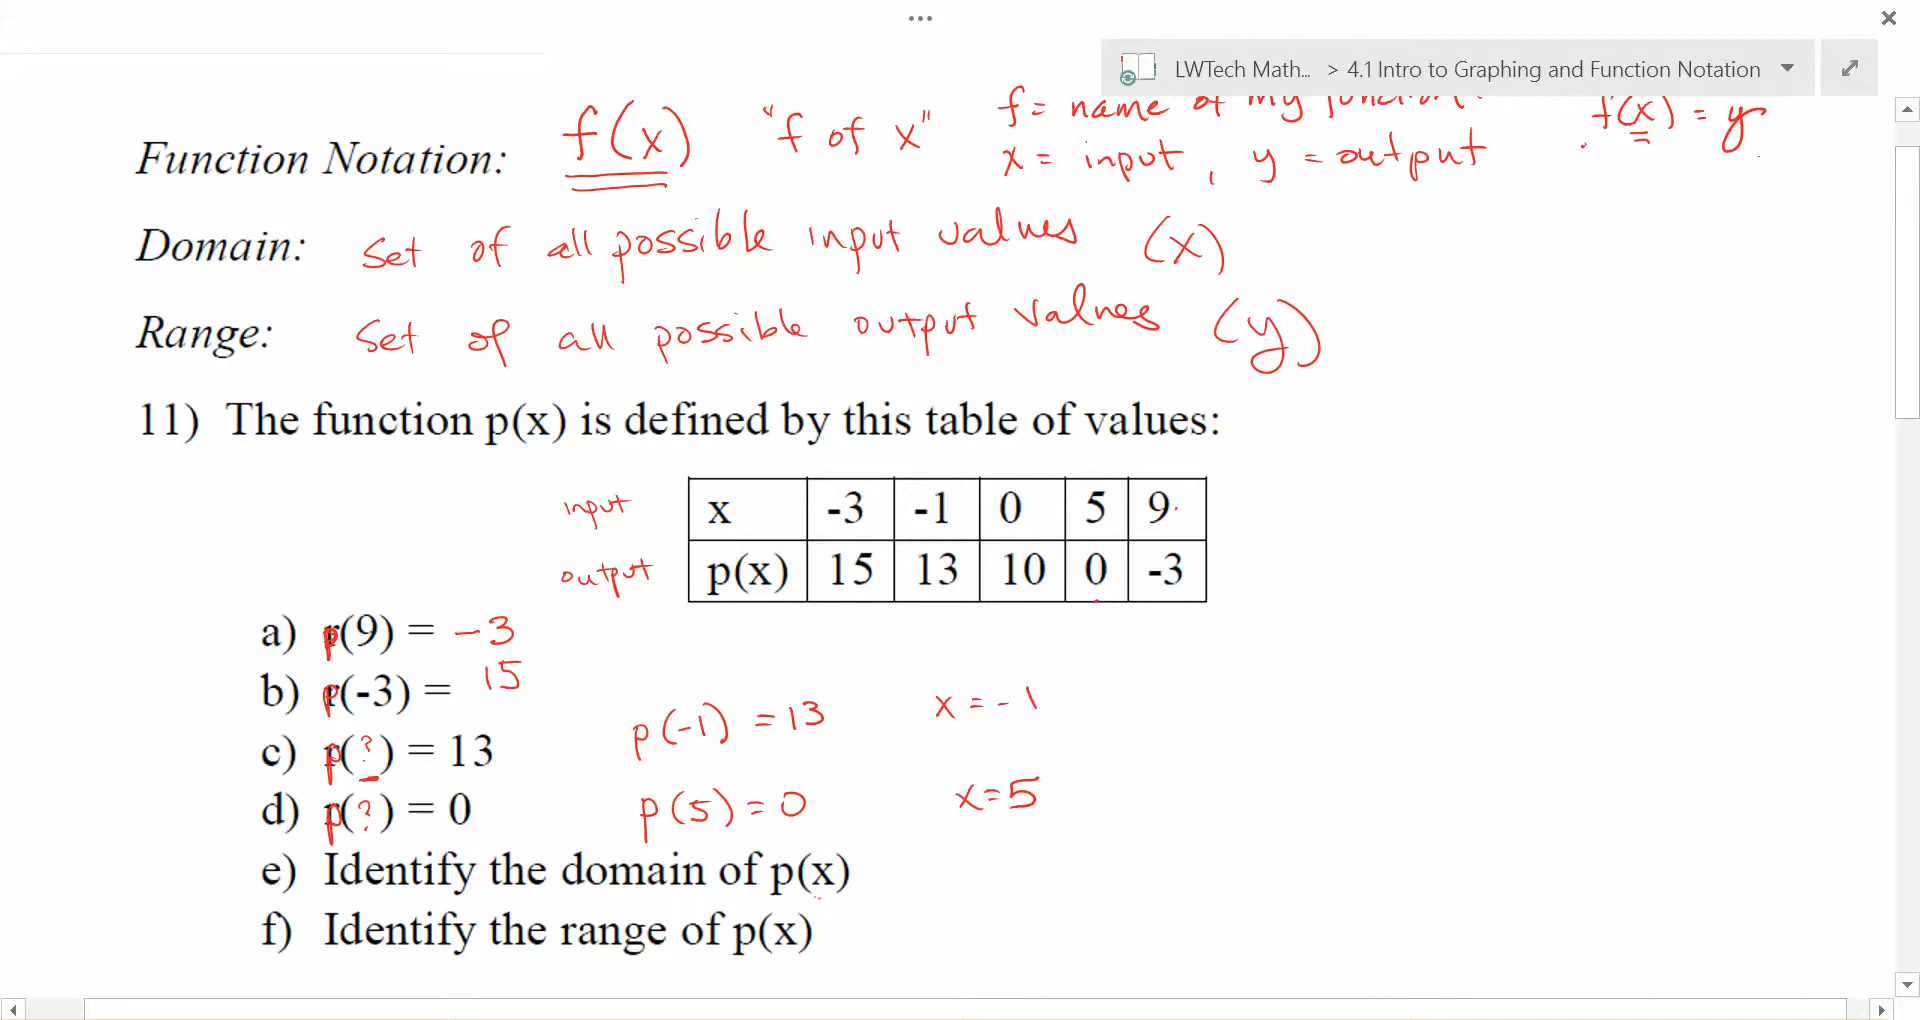 LWTech Math... > 4.1 Intro to Graphing and Function Notation
Function Notation: f(x) "f of x" f = name of my function. f(x) = y
x = input, y = output
Domain: Set of all possible input values (x)
Range: Set of all possible output values (y)
11) The function p(x) is defined by this table of values:
input x -3 -1 0 5 9
output p(x) 15 13 10 0 -3
a) p(9) = -3
b) p(-3) = 15
c) p(?) = 13 p(-1) = 13 x = -1
d) p(?) = 0 p(5) = 0 x = 5
e) Identify the domain of p(x)
f) Identify the range of p(x)